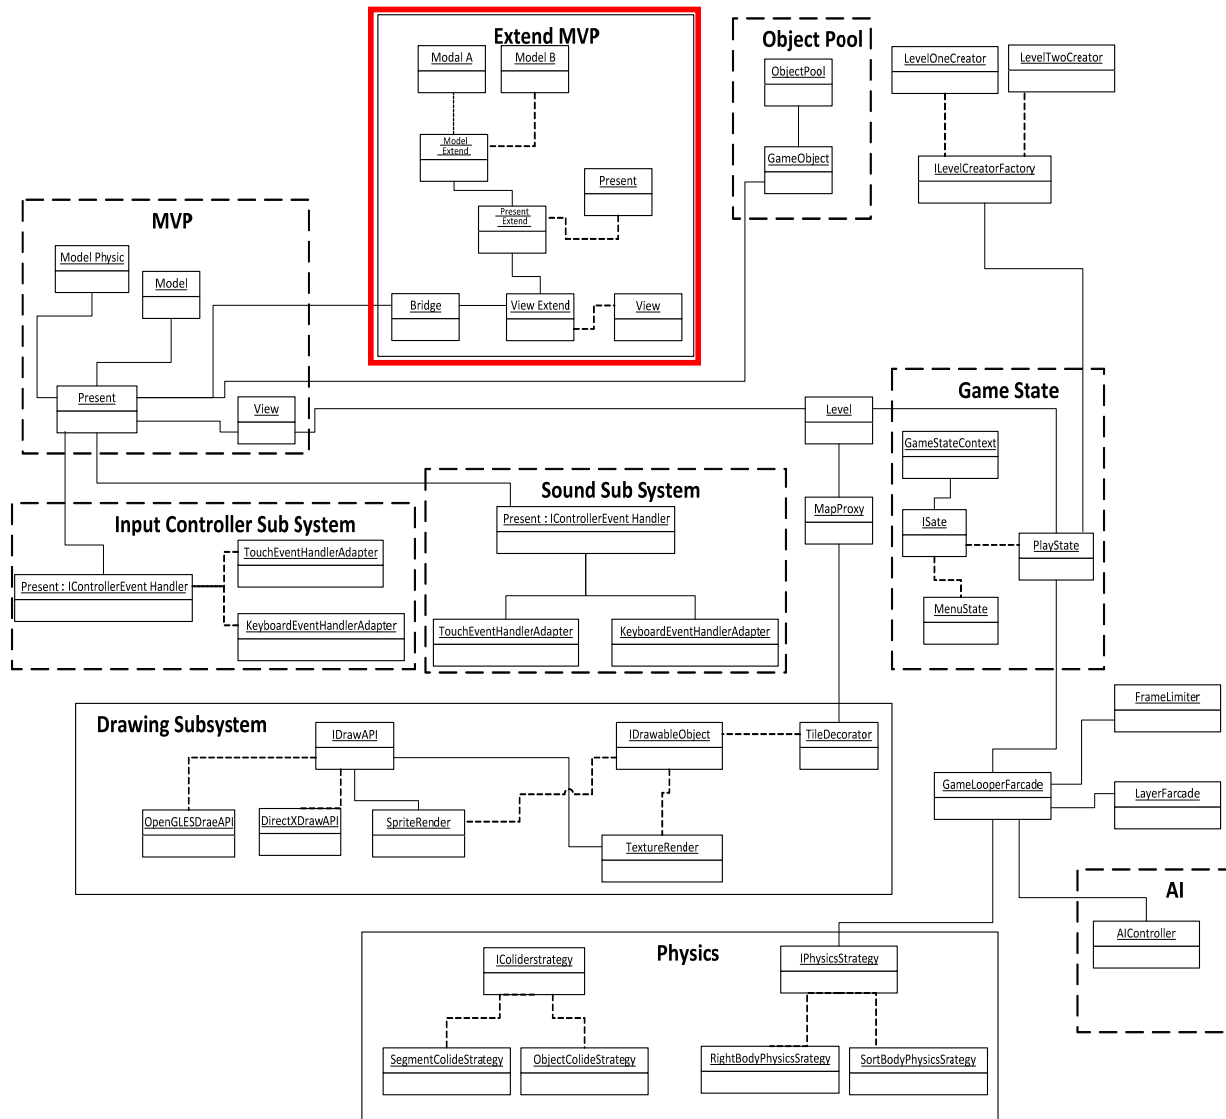 Extend MVP
Modal A
Model B
Model
Extend
Present
Present
Extend
Bridge
View Extend
View
Object Pool
ObjectPool
GameObject
LevelOneCreator
LevelTwoCreator
ILevelCreatorFactory
MVP
Model Physic
Model
Present
View
Level
MapProxy
Game State
GameStateContext
ISate
PlayState
MenuState
Input Controller Sub System
TouchEventHandlerAdapter
Present : IControllerEvent Handler
KeyboardEventHandlerAdapter
Sound Sub System
Present : IControllerEvent Handler
TouchEventHandlerAdapter
KeyboardEventHandlerAdapter
Drawing Subsystem
IDrawAPI
IDrawableObject
TileDecorator
OpenGLESDraeAPI
DirectXDrawAPI
SpriteRender
TextureRender
FrameLimiter
GameLooperFarcade
LayerFarcade
AI
AIController
Physics
IColiderstrategy
IPhysicsStrategy
SegmentColideStrategy
ObjectColideStrategy
RightBodyPhysicsSrategy
SortBodyPhysicsSrategy